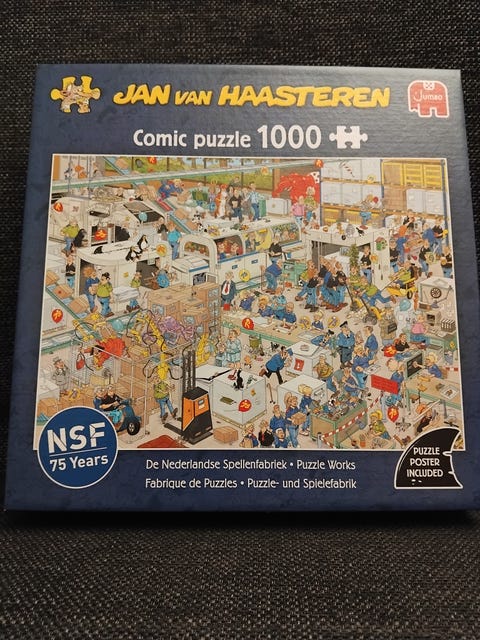 JAN VAN HAASTEREN
Jumbo
Comic puzzle 1000
NSF
75 Years
De Nederlandse Spellenfabriek • Puzzle Works
Fabrique de Puzzles • Puzzle- und Spielefabrik
PUZZLE
POSTER
INCLUDED